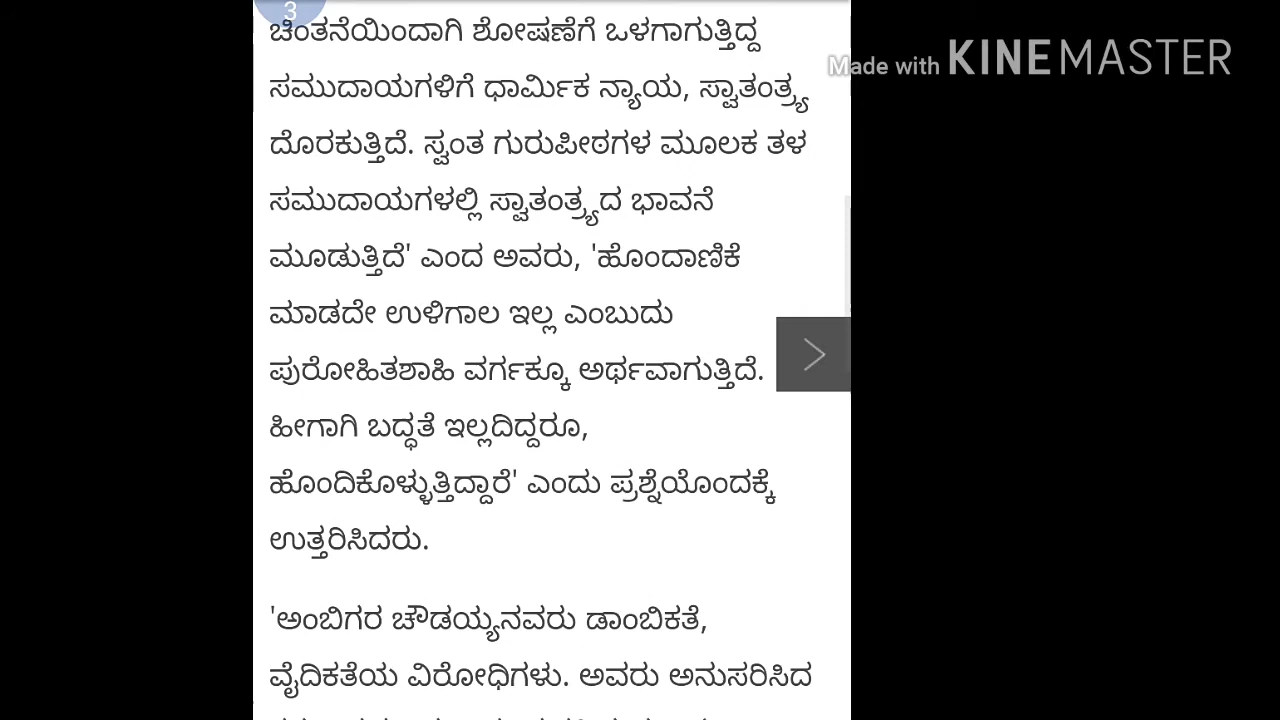 3
ಚಿಂತನೆಯಿಂದಾಗಿ ಶೋಷಣೆಗೆ ಒಳಗಾಗುತ್ತಿದ್ದ
Made with KINEMASTER
ಸಮುದಾಯಗಳಿಗೆ ಧಾರ್ಮಿಕ ನ್ಯಾಯ, ಸ್ವಾತಂತ್ರ್ಯ
ದೊರಕುತ್ತಿದೆ. ಸ್ವಂತ ಗುರುಪೀಠಗಳ ಮೂಲಕ ತಳ
ಸಮುದಾಯಗಳಲ್ಲಿ ಸ್ವಾತಂತ್ರ್ಯದ ಭಾವನೆ
ಮೂಡುತ್ತಿದೆ' ಎಂದ ಅವರು, 'ಹೊಂದಾಣಿಕೆ
ಮಾಡದೇ ಉಳಿಗಾಲ ಇಲ್ಲ ಎಂಬುದು
ಪುರೋಹಿತಶಾಹಿ ವರ್ಗಕ್ಕೂ ಅರ್ಥವಾಗುತ್ತಿದೆ.
ಹೀಗಾಗಿ ಬದ್ಧತೆ ಇಲ್ಲದಿದ್ದರೂ,
ಹೊಂದಿಕೊಳ್ಳುತ್ತಿದ್ದಾರೆ' ಎಂದು ಪ್ರಶ್ನೆಯೊಂದಕ್ಕೆ
ಉತ್ತರಿಸಿದರು.
'ಅಂಬಿಗರ ಚೌಡಯ್ಯನವರು ಡಾಂಬಿಕತೆ,
ವೈದಿಕತೆಯ ವಿರೋಧಿಗಳು. ಅವರು ಅನುಸರಿಸಿದ